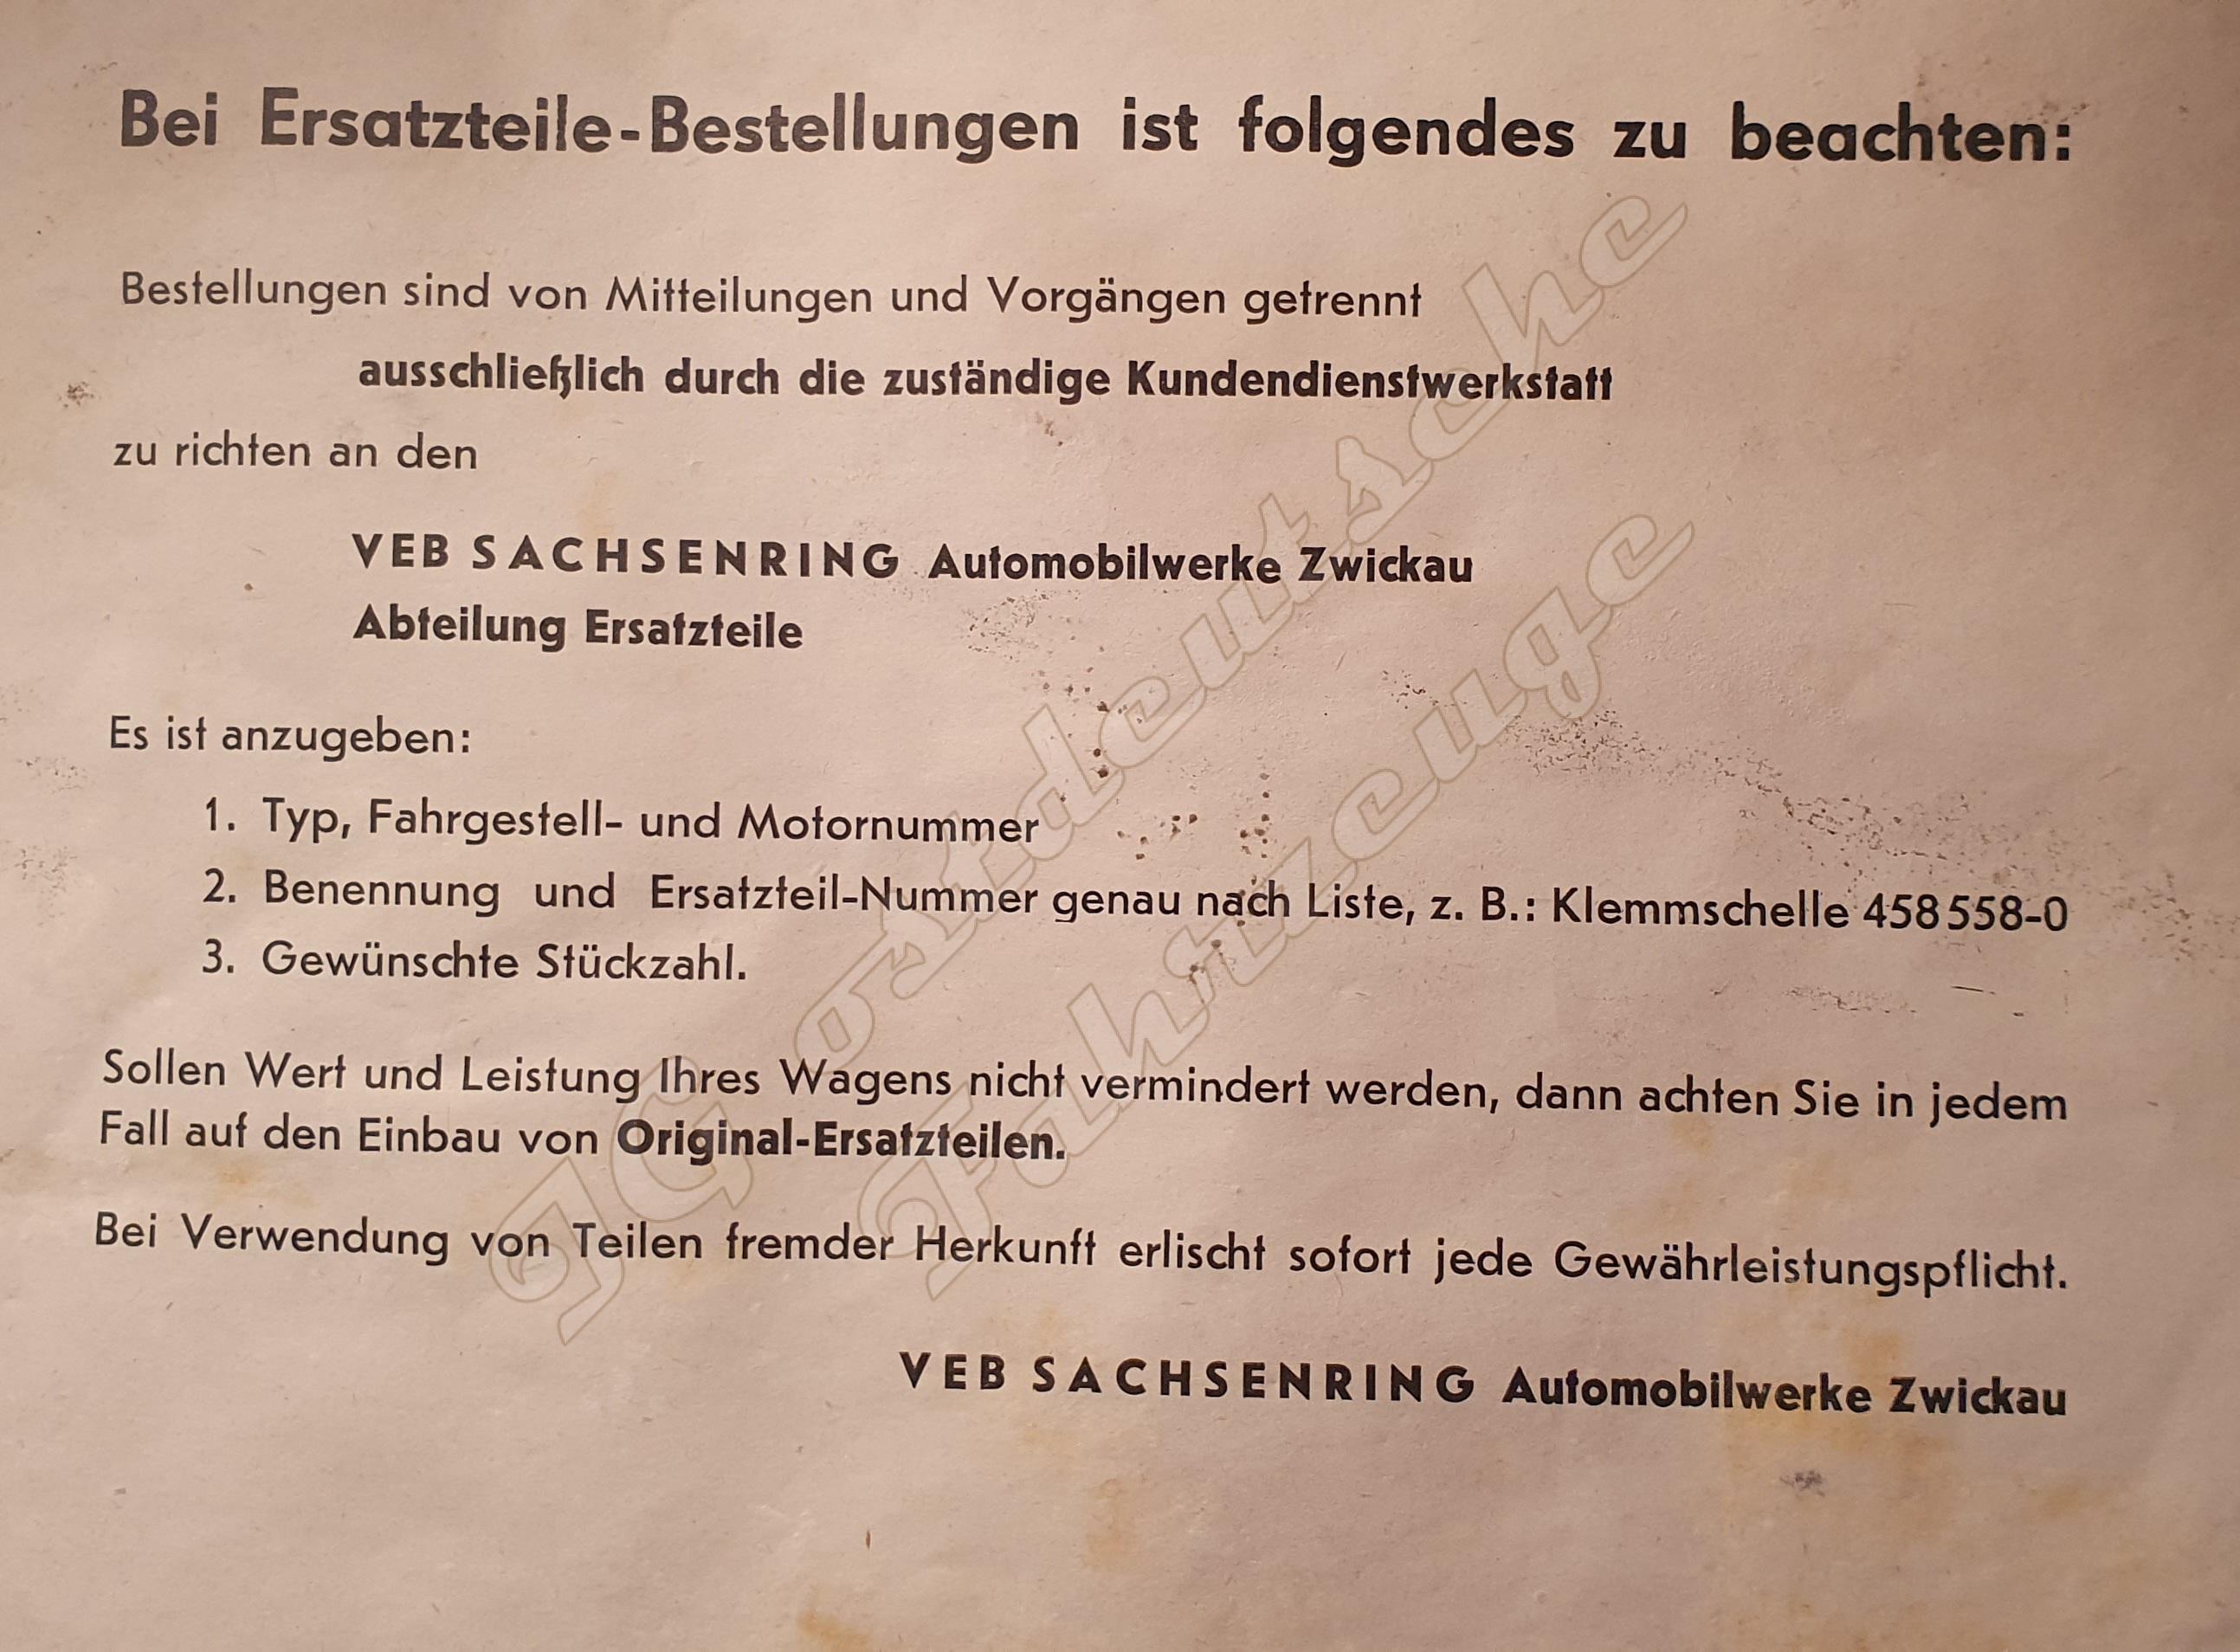 Bei Ersatzteile-Bestellungen ist folgendes zu beachten:
Bestellungen sind von Mitteilungen und Vorgängen getrennt
ausschließlich durch die zuständige Kundendienstwerkstatt
zu richten an den
VEB SACHSENRING Automobilwerke Zwickau
Abteilung Ersatzteile
Es ist anzugeben:
1. Typ, Fahrgestell- und Motornummer
2. Benennung und Ersatzteil-Nummer genau nach Liste, z. B.: Klemmschelle 458558-0
3. Gewünschte Stückzahl.
Sollen Wert und Leistung Ihres Wagens nicht vermindert werden, dann achten Sie in jedem
Fall auf den Einbau von Original-Ersatzteilen.
Bei Verwendung von Teilen fremder Herkunft erlischt sofort jede Gewährleistungspflicht.
VEB SACHSENRING Automobilwerke Zwickau
IG ostdeutsche
Fahrzeuge